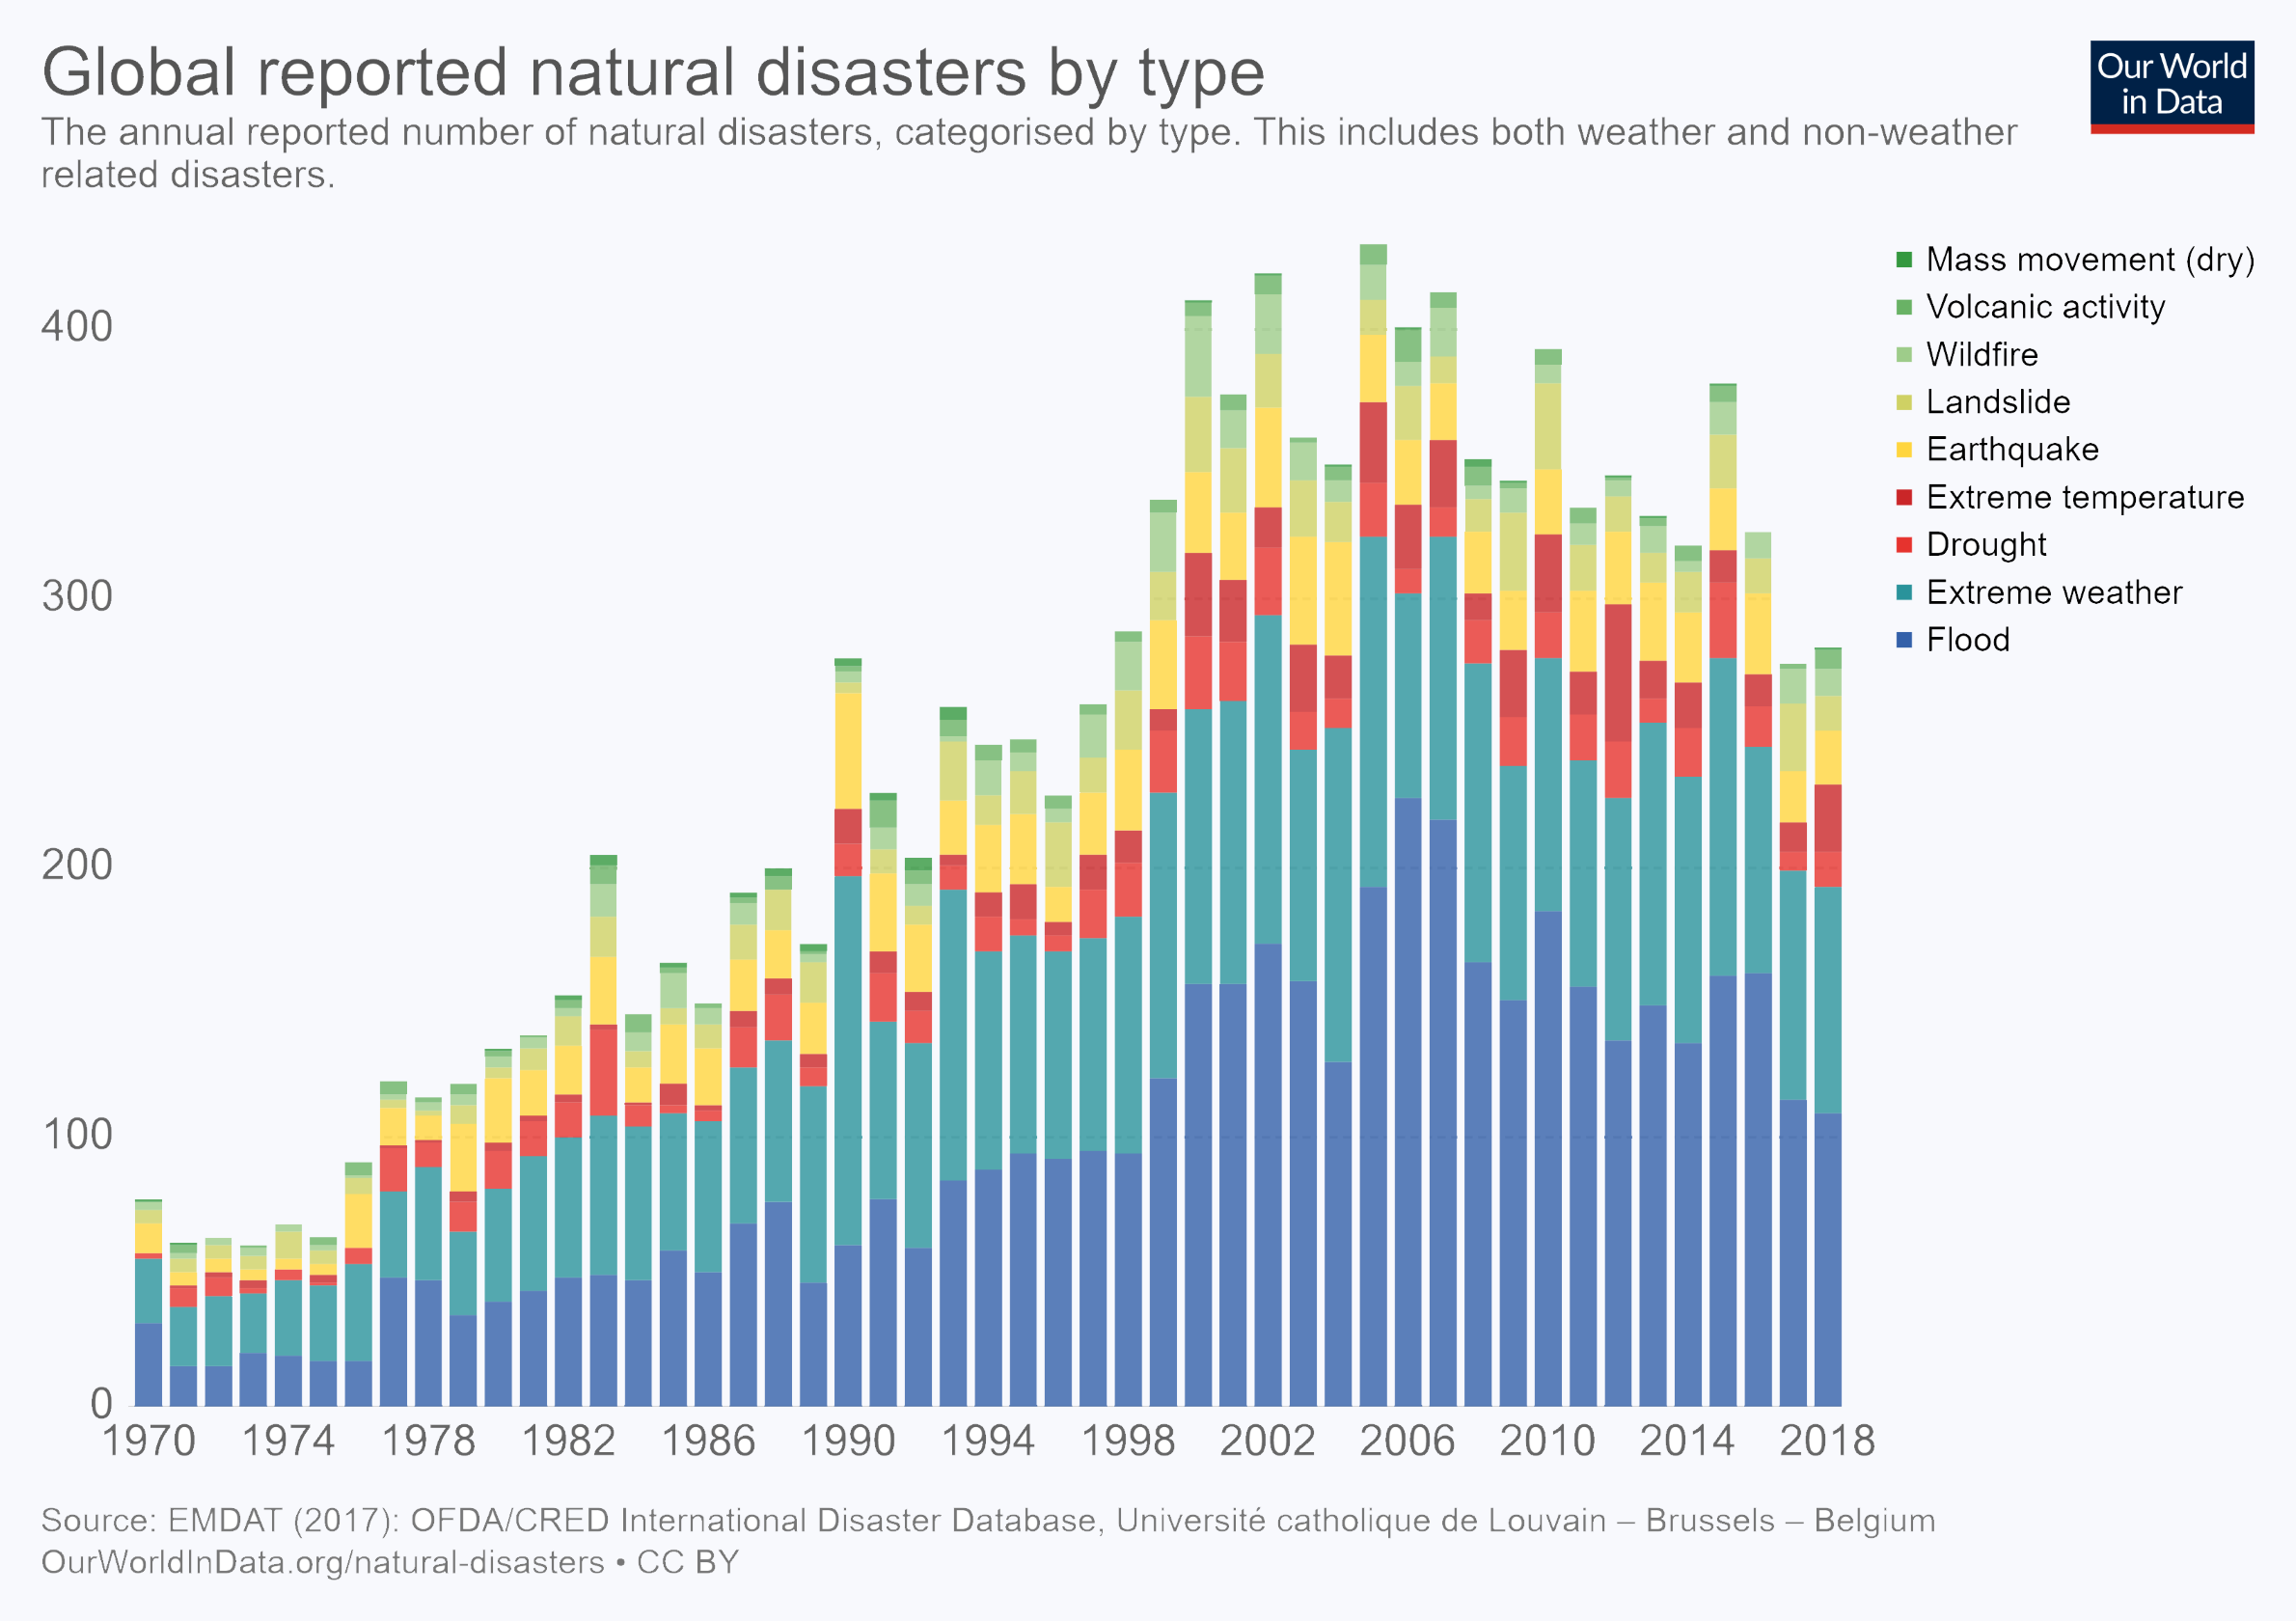 Global reported natural disasters by type
Our World
in Data
The annual reported number of natural disasters, categorised by type. This includes both weather and non-weather
related disasters.
Mass movement (dry)
Volcanic activity
Wildfire
Landslide
Earthquake
Extreme temperature
Drought
Extreme weather
Flood
400
300
200
100
0
1970 1974 1978 1982 1986 1990 1994 1998 2002 2006 2010 2014 2018
Source: EMDAT (2017): OFDA/CRED International Disaster Database, Université catholique de Louvain – Brussels – Belgium
OurWorldInData.org/natural-disasters • CC BY